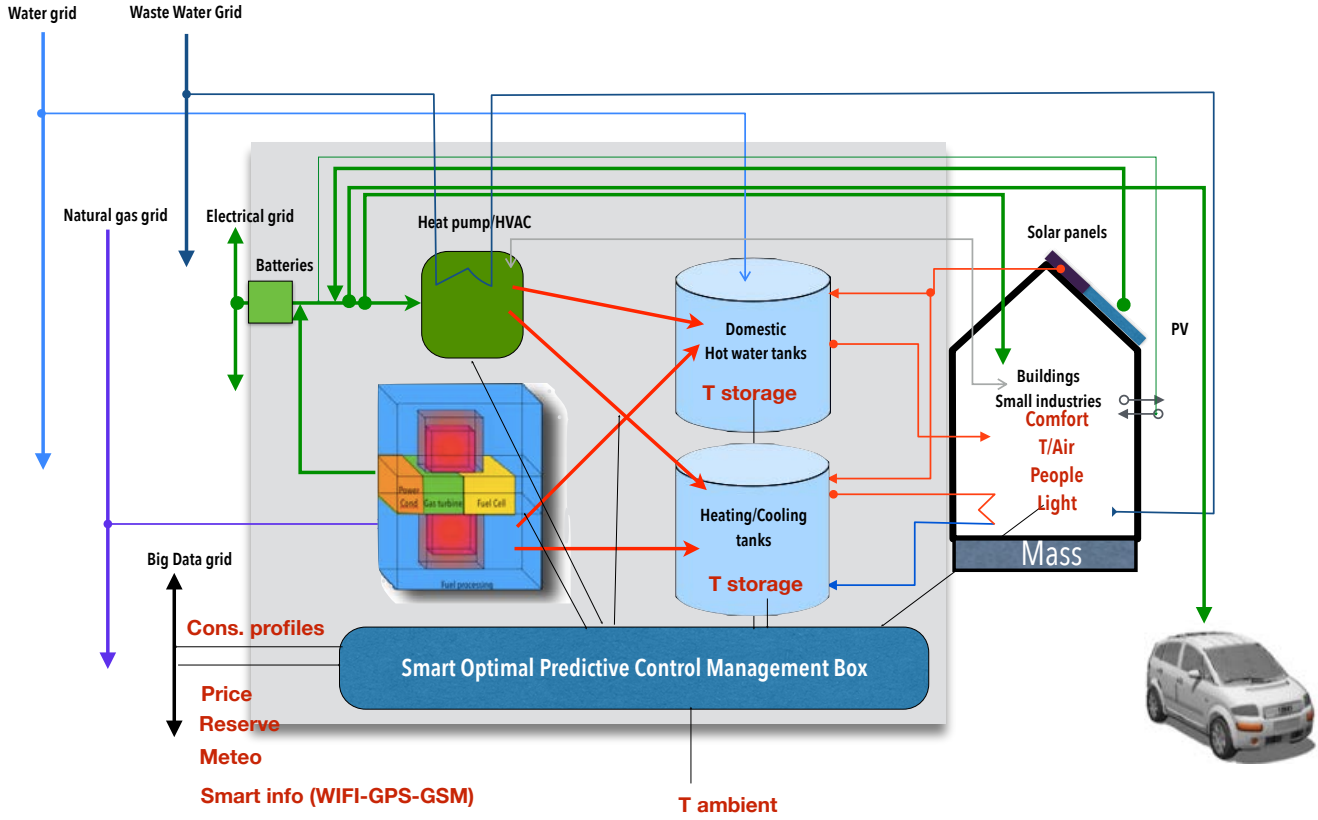 Water grid
Waste Water Grid
Natural gas grid
Electrical grid
Heat pump/HVAC
Solar panels
Batteries
PV
Domestic
Hot water tanks
T storage
Buildings
Small industries
Comfort
T/Air
People
Light
Power
Cond
Gas turbine
Fuel Cell
Heating/Cooling
tanks
T storage
Mass
Fuel processing
Big Data grid
Cons. profiles
Smart Optimal Predictive Control Management Box
Price
Reserve
Meteo
Smart info (WIFI-GPS-GSM)
T ambient